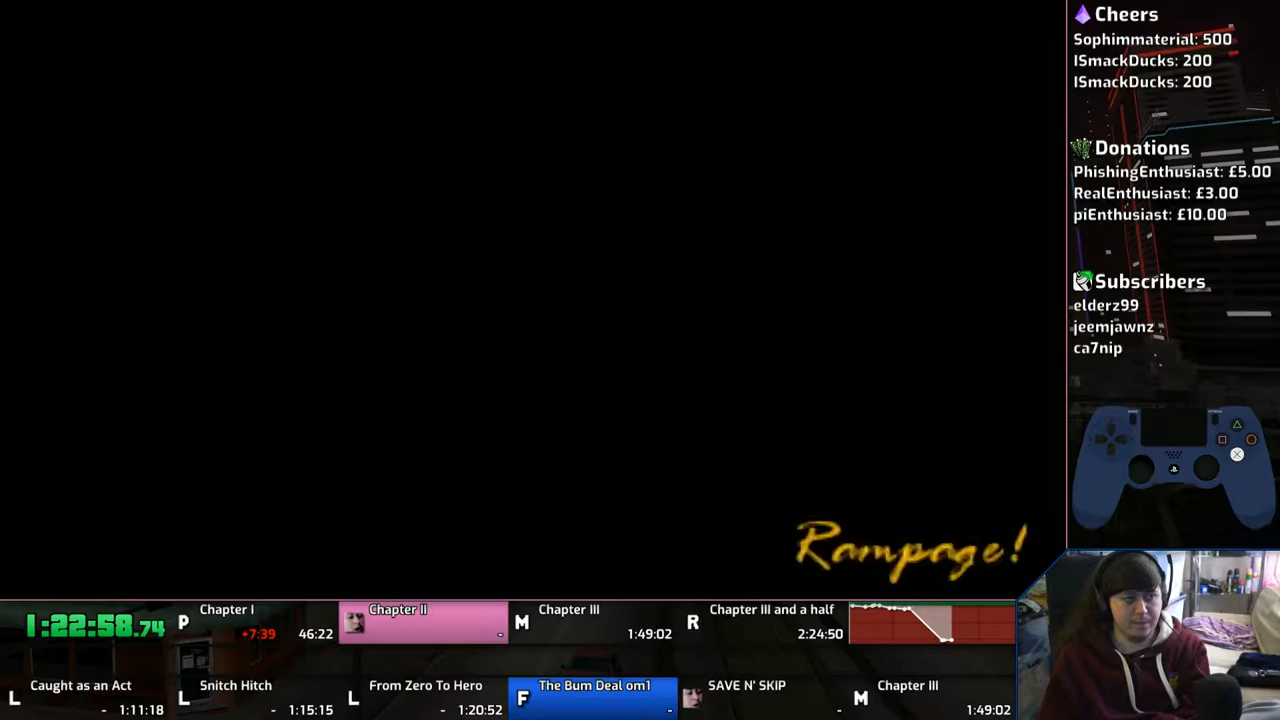 Cheers
Sophimmaterial: 500
ISmackDucks: 200
ISmackDucks: 200
Donations
PhishingEnthusiast: £5.00
RealEnthusiast: £3.00
piEnthusiast: £10.00
Subscribers
elderz99
jeemjawnz
ca7nip
Rampage!
1:22:58.74
P Chapter I +7:39 46:22
Chapter II -
M Chapter III 1:49:02
R Chapter III and a half 2:24:50
L Caught as an Act - 1:11:18
L Snitch Hitch - 1:15:15
L From Zero To Hero - 1:20:52
F The Bum Deal om1 -
SAVE N' SKIP -
M Chapter III 1:49:02